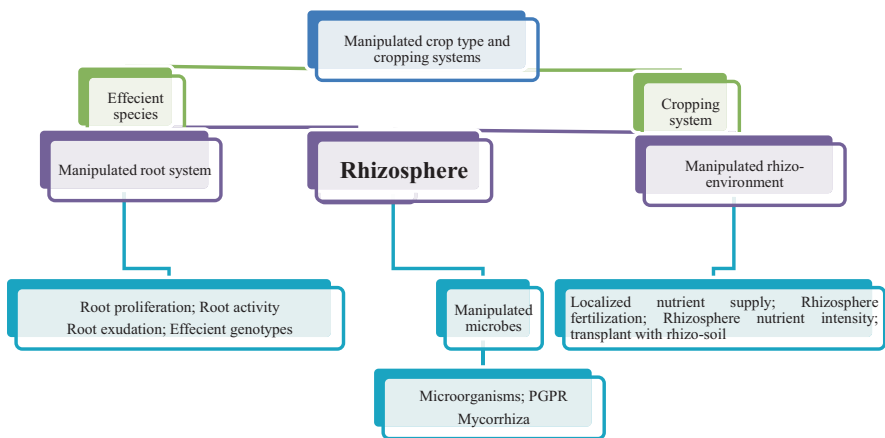 Manipulated crop type and
cropping systems
Effecient
species
Cropping
system
Manipulated root system
Rhizosphere
Manipulated rhizo-
environment
Root proliferation; Root activity
Root exudation; Effecient genotypes
Manipulated
microbes
Localized nutrient supply; Rhizosphere
fertilization; Rhizosphere nutrient intensity;
transplant with rhizo-soil
Microorganisms; PGPR
Mycorrhiza